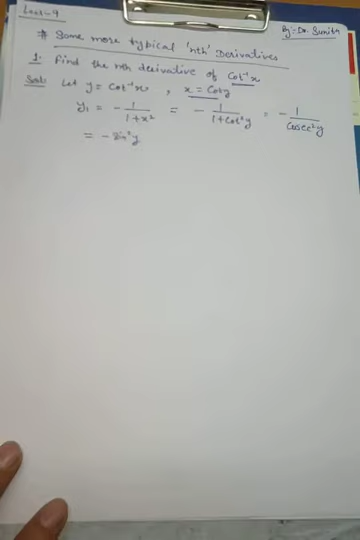 Lect-9
By:- Dr. Sunita
# Some more typical 'nth' Derivatives
1. Find the nth derivative of Cot⁻¹x
Sol: Let y = Cot⁻¹x , x = Coty
y₁ = - 1/(1+x²) = - 1/(1+Cot²y) = - 1/Cosec²y
= - Sin²y